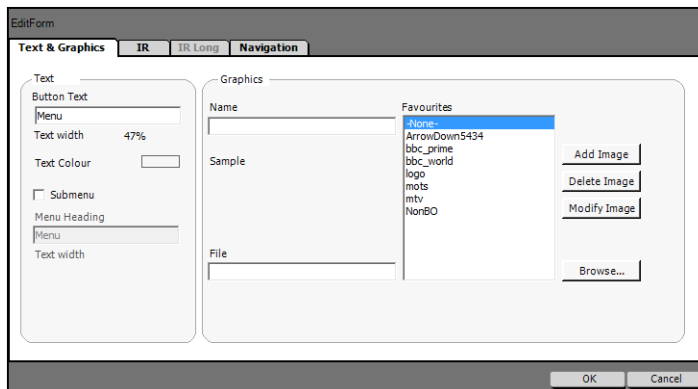 EditForm
Text & Graphics IR IR Long Navigation
Text
Button Text
Menu
Text width 47%
Text Colour
Submenu
Menu Heading
Menu
Text width
Graphics
Name
Sample
File
Favourites
-None-
ArrowDown5434
bbc_prime
bbc_world
logo
mots
mtv
NonBO
Add Image
Delete Image
Modify Image
Browse...
OK Cancel